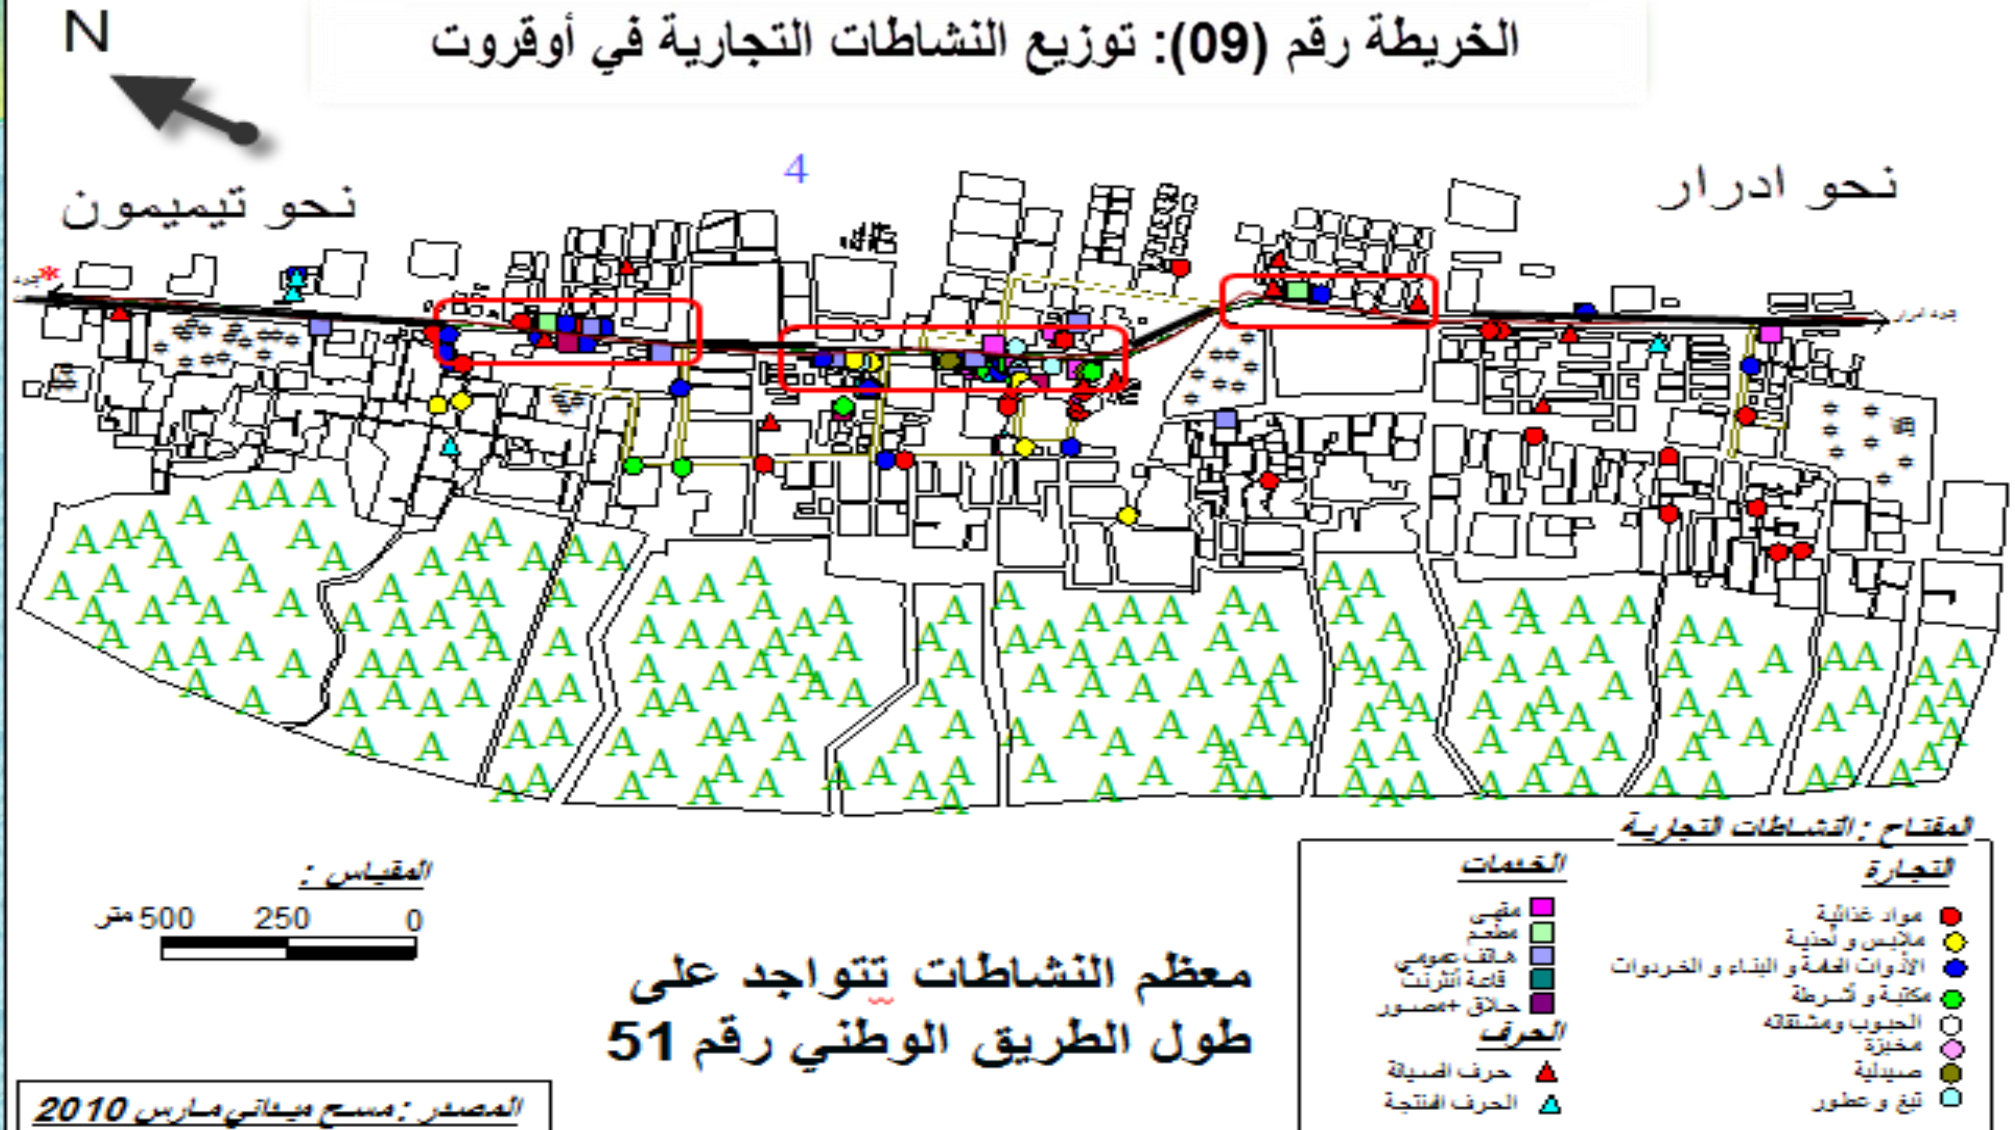 الخريطة رقم (09): توزيع النشاطات التجارية في أوقروت
N
4
نحو ادرار
نحو تيميمون
المفتاح : النشاطات التجارية
التجارة
مواد غذائية
ملابس و أحذية
الأدوات العامة و البناء و الخردوات
مكتبة و أشرطة
الحبوب ومشتقاته
مخبزة
صيدلية
تبغ و عطور
الخدمات
مقهى
مطعم
هاتف عمومي
قاعة أنترنت
حلاق +مصور
الحرف
حرف الصيانة
الحرف المنتجة
المقياس :
500 متر 250 0
معظم النشاطات تتواجد على
طول الطريق الوطني رقم 51
المصدر : مسح ميداني مارس 2010